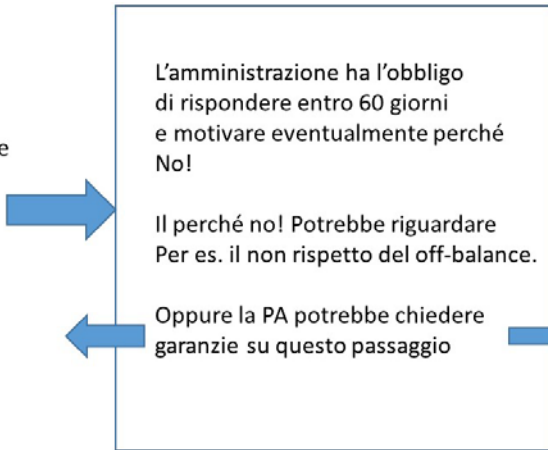 L'amministrazione ha l'obbligo
di rispondere entro 60 giorni
e motivare eventualmente perché
e
No!
Il perché no! Potrebbe riguardare
Per es. il non rispetto del off-balance.
Oppure la PA potrebbe chiedere
garanzie su questo passaggio